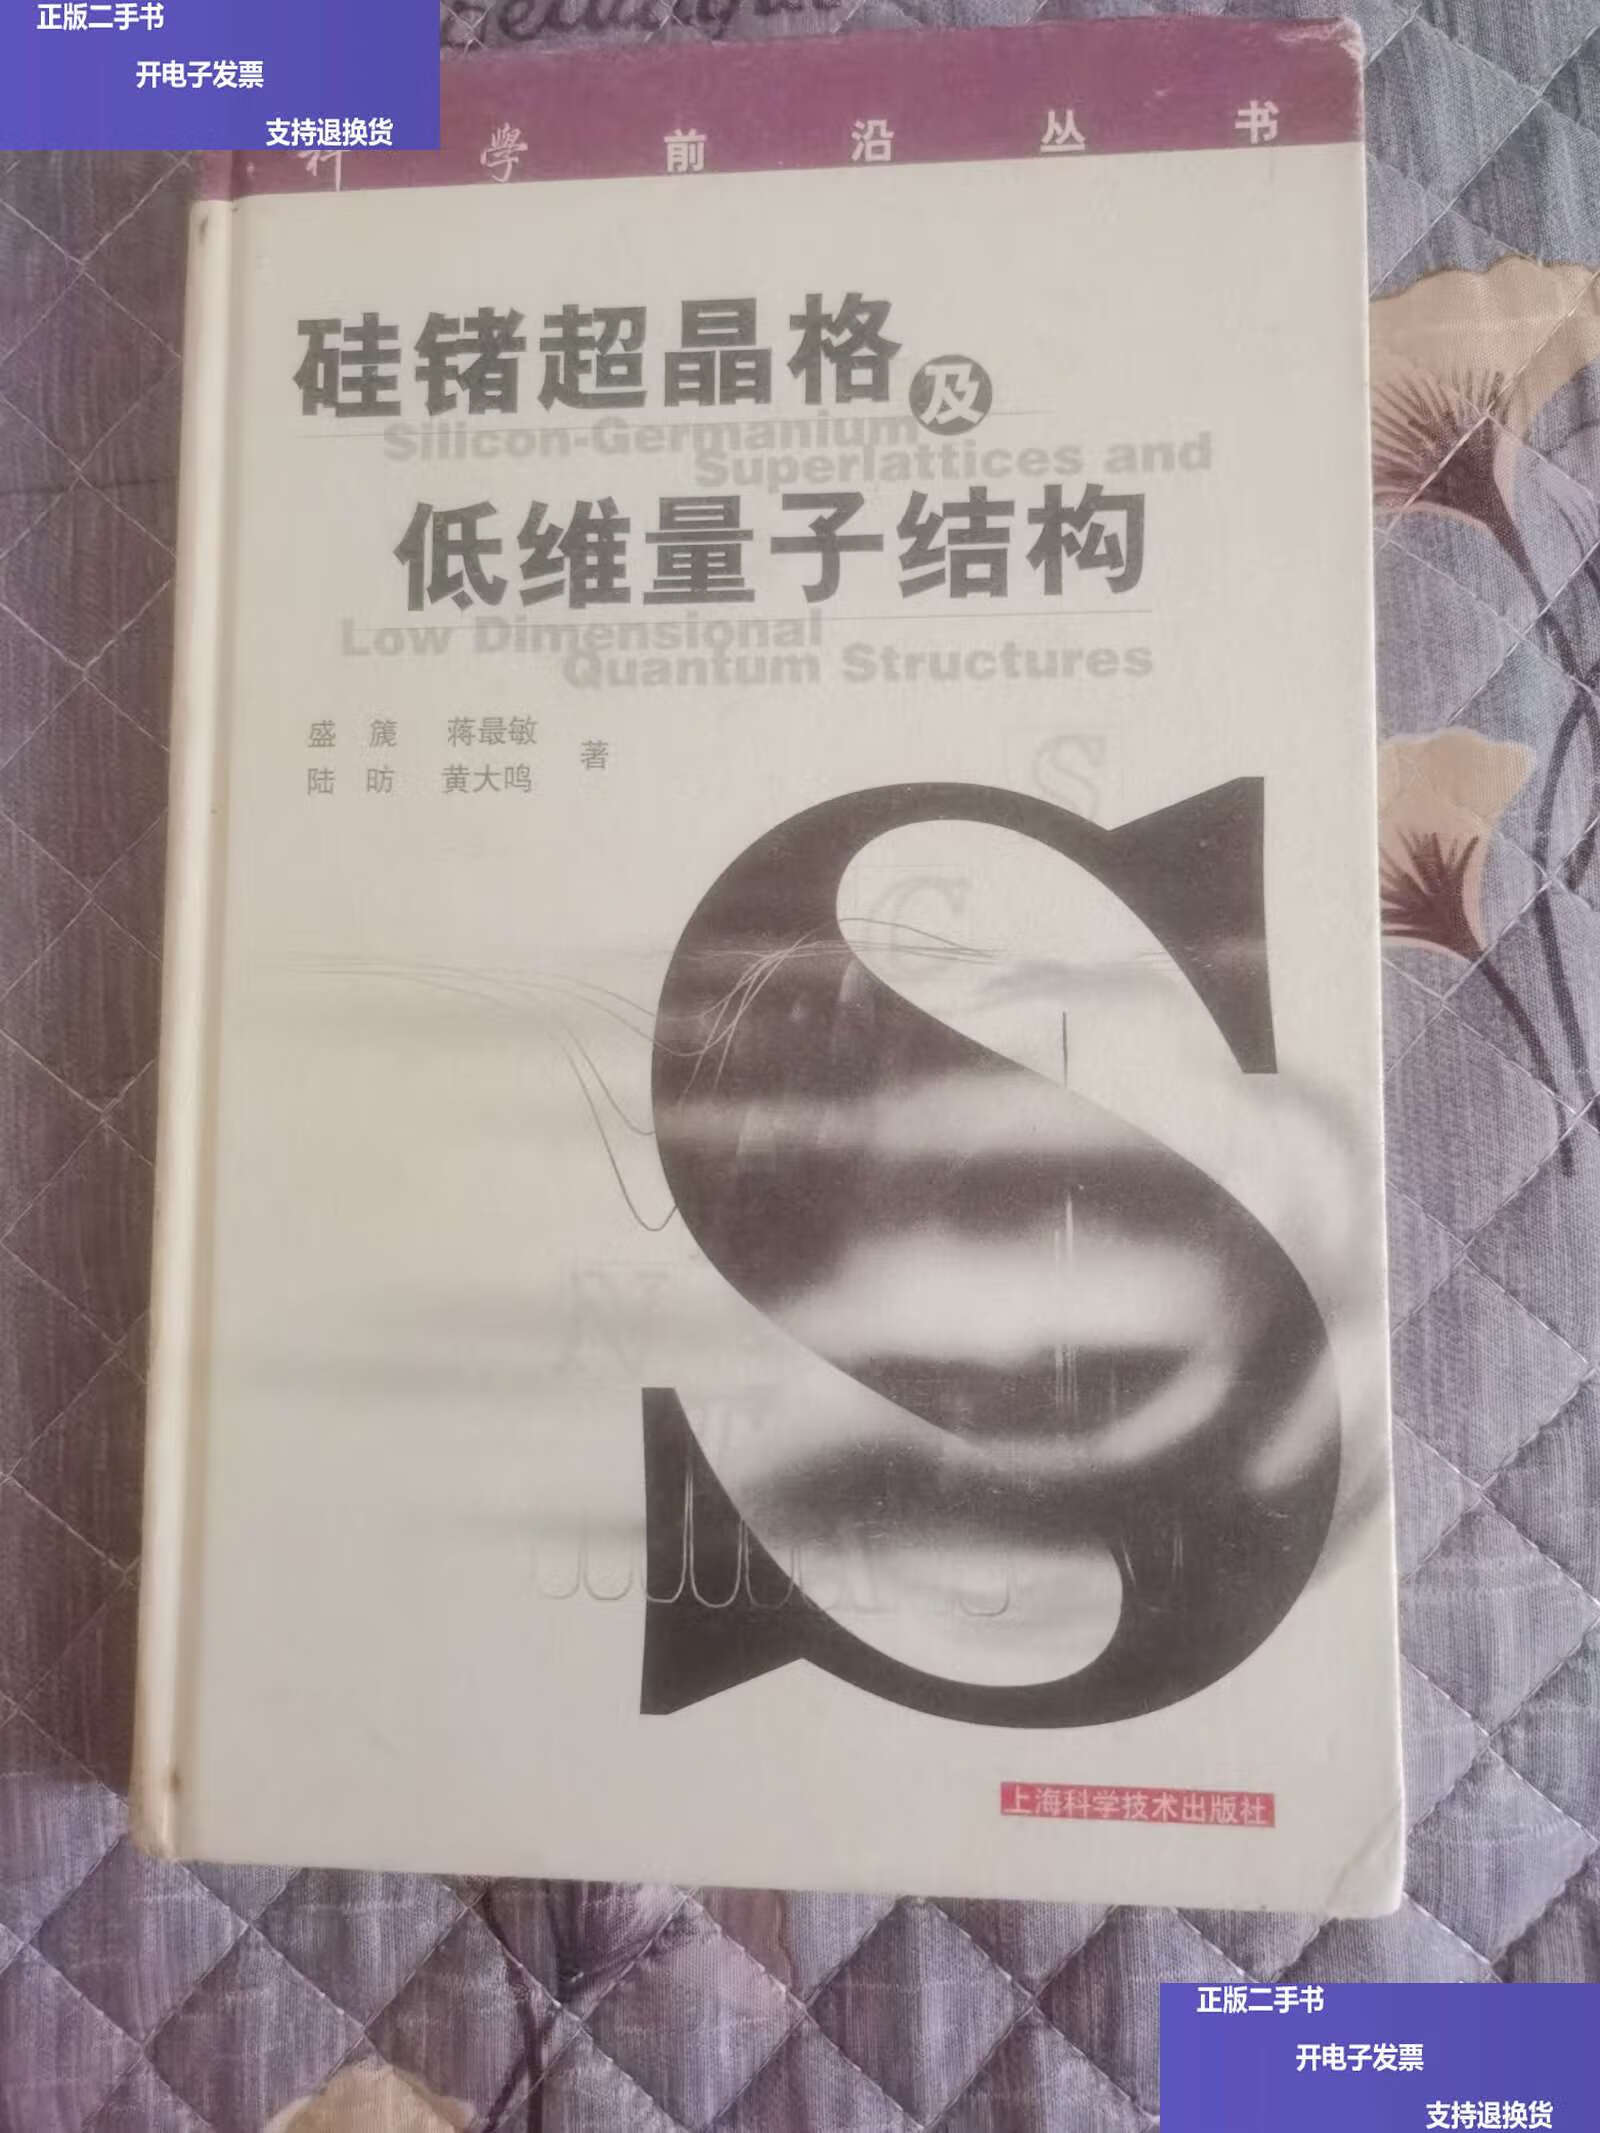 正版二手书
开电子发票
支持退换货
科學前沿丛书
硅锗超晶格及
Silicon-Germanium
Superlattices and
低维量子结构
Low Dimensional
Quantum Structures
盛 篪 蒋最敏
陆 昉 黄大鸣 著
S
C
N
S
上海科学技术出版社
正版二手书
开电子发票
支持退换货